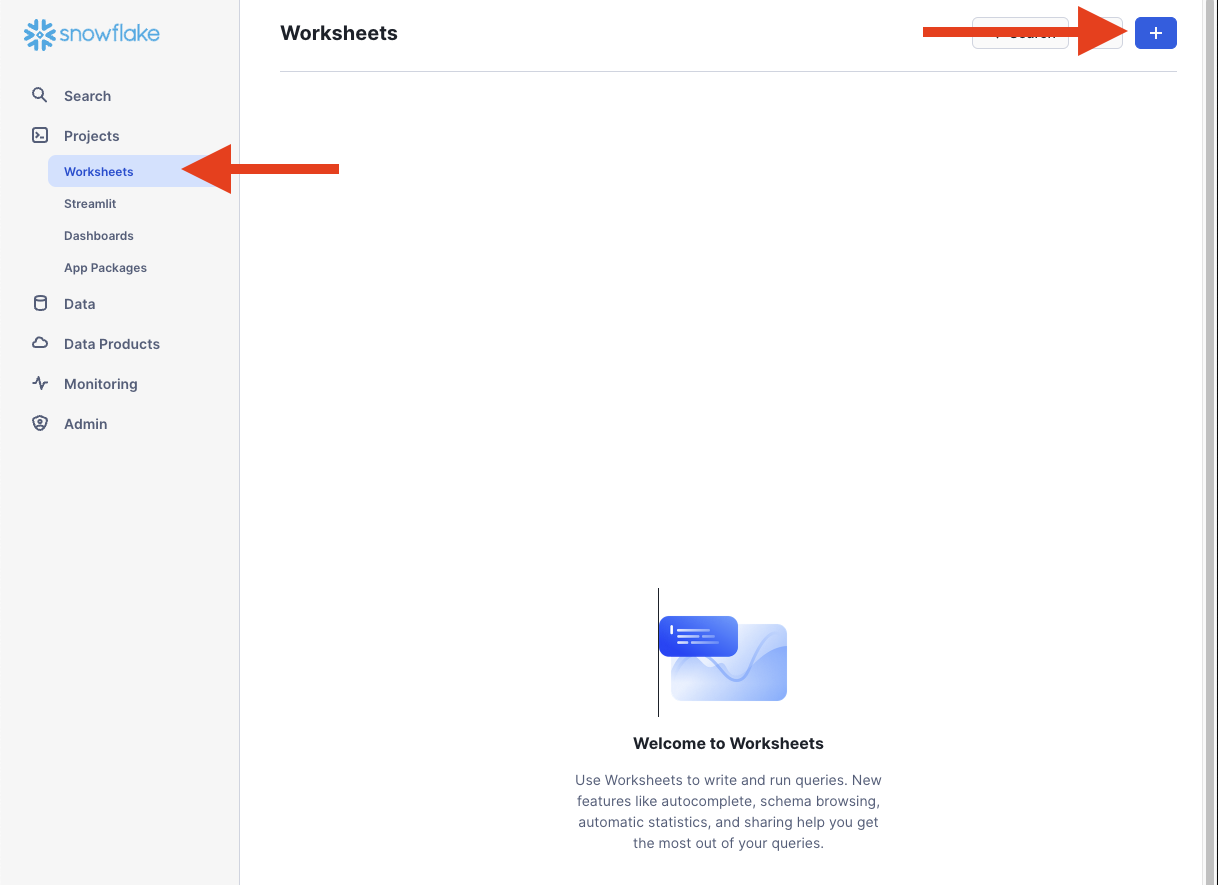 snowflake
Search
Projects
Worksheets
Streamlit
Dashboards
App Packages
Data
Data Products
Monitoring
Admin
Worksheets
+
Welcome to Worksheets
Use Worksheets to write and run queries. New
features like autocomplete, schema browsing,
automatic statistics, and sharing help you get
the most out of your queries.